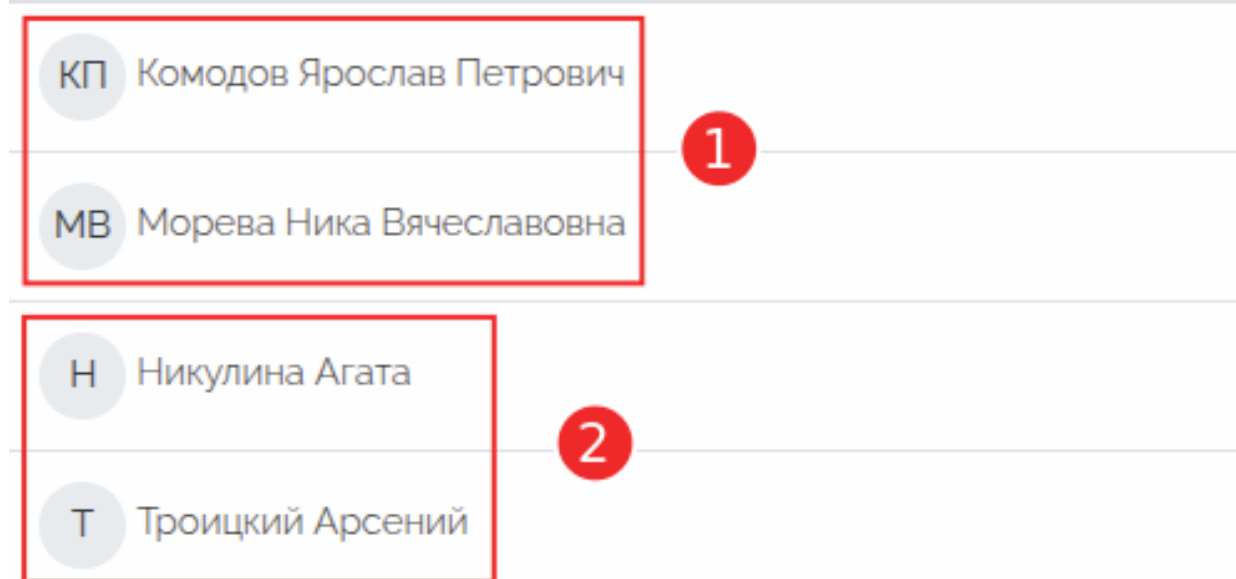 КП Комодов Ярослав Петрович
1
МВ Морева Ника Вячеславовна
Н Никулина Агата
2
Т Троицкий Арсений